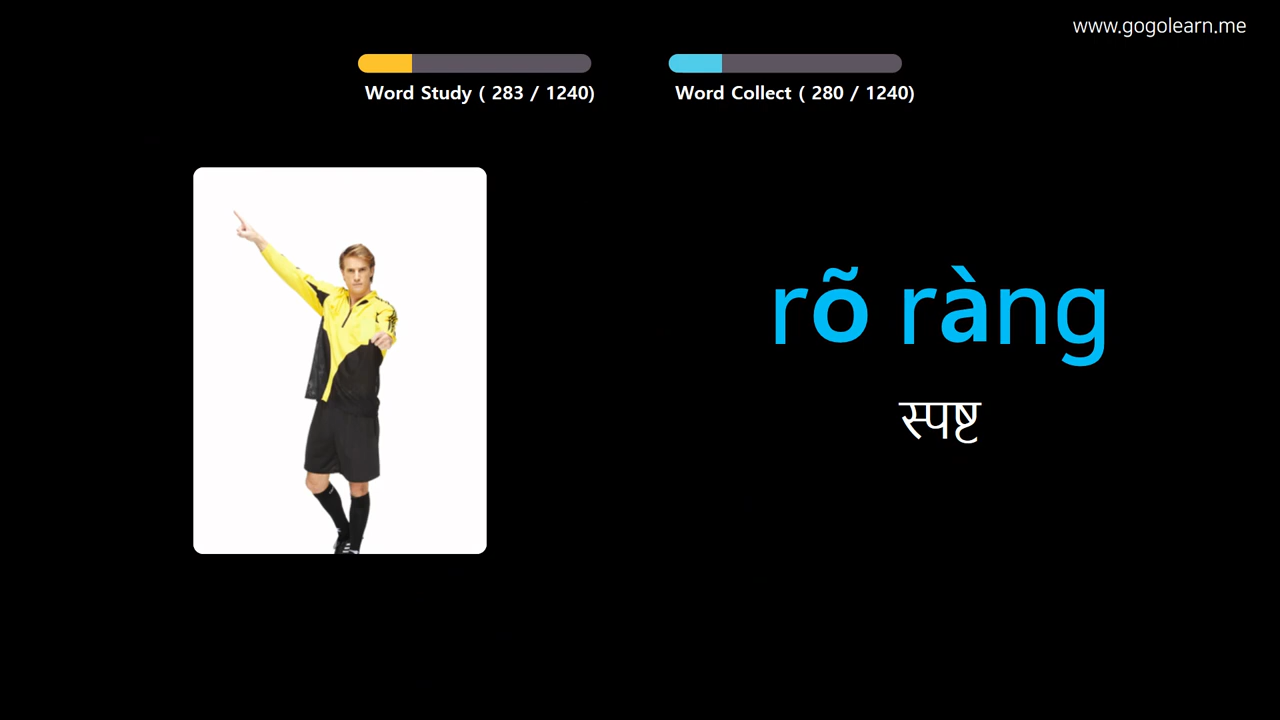 www.gogolearn.me
Word Study ( 283 / 1240)
Word Collect ( 280 / 1240)
rõ ràng
स्पष्ट